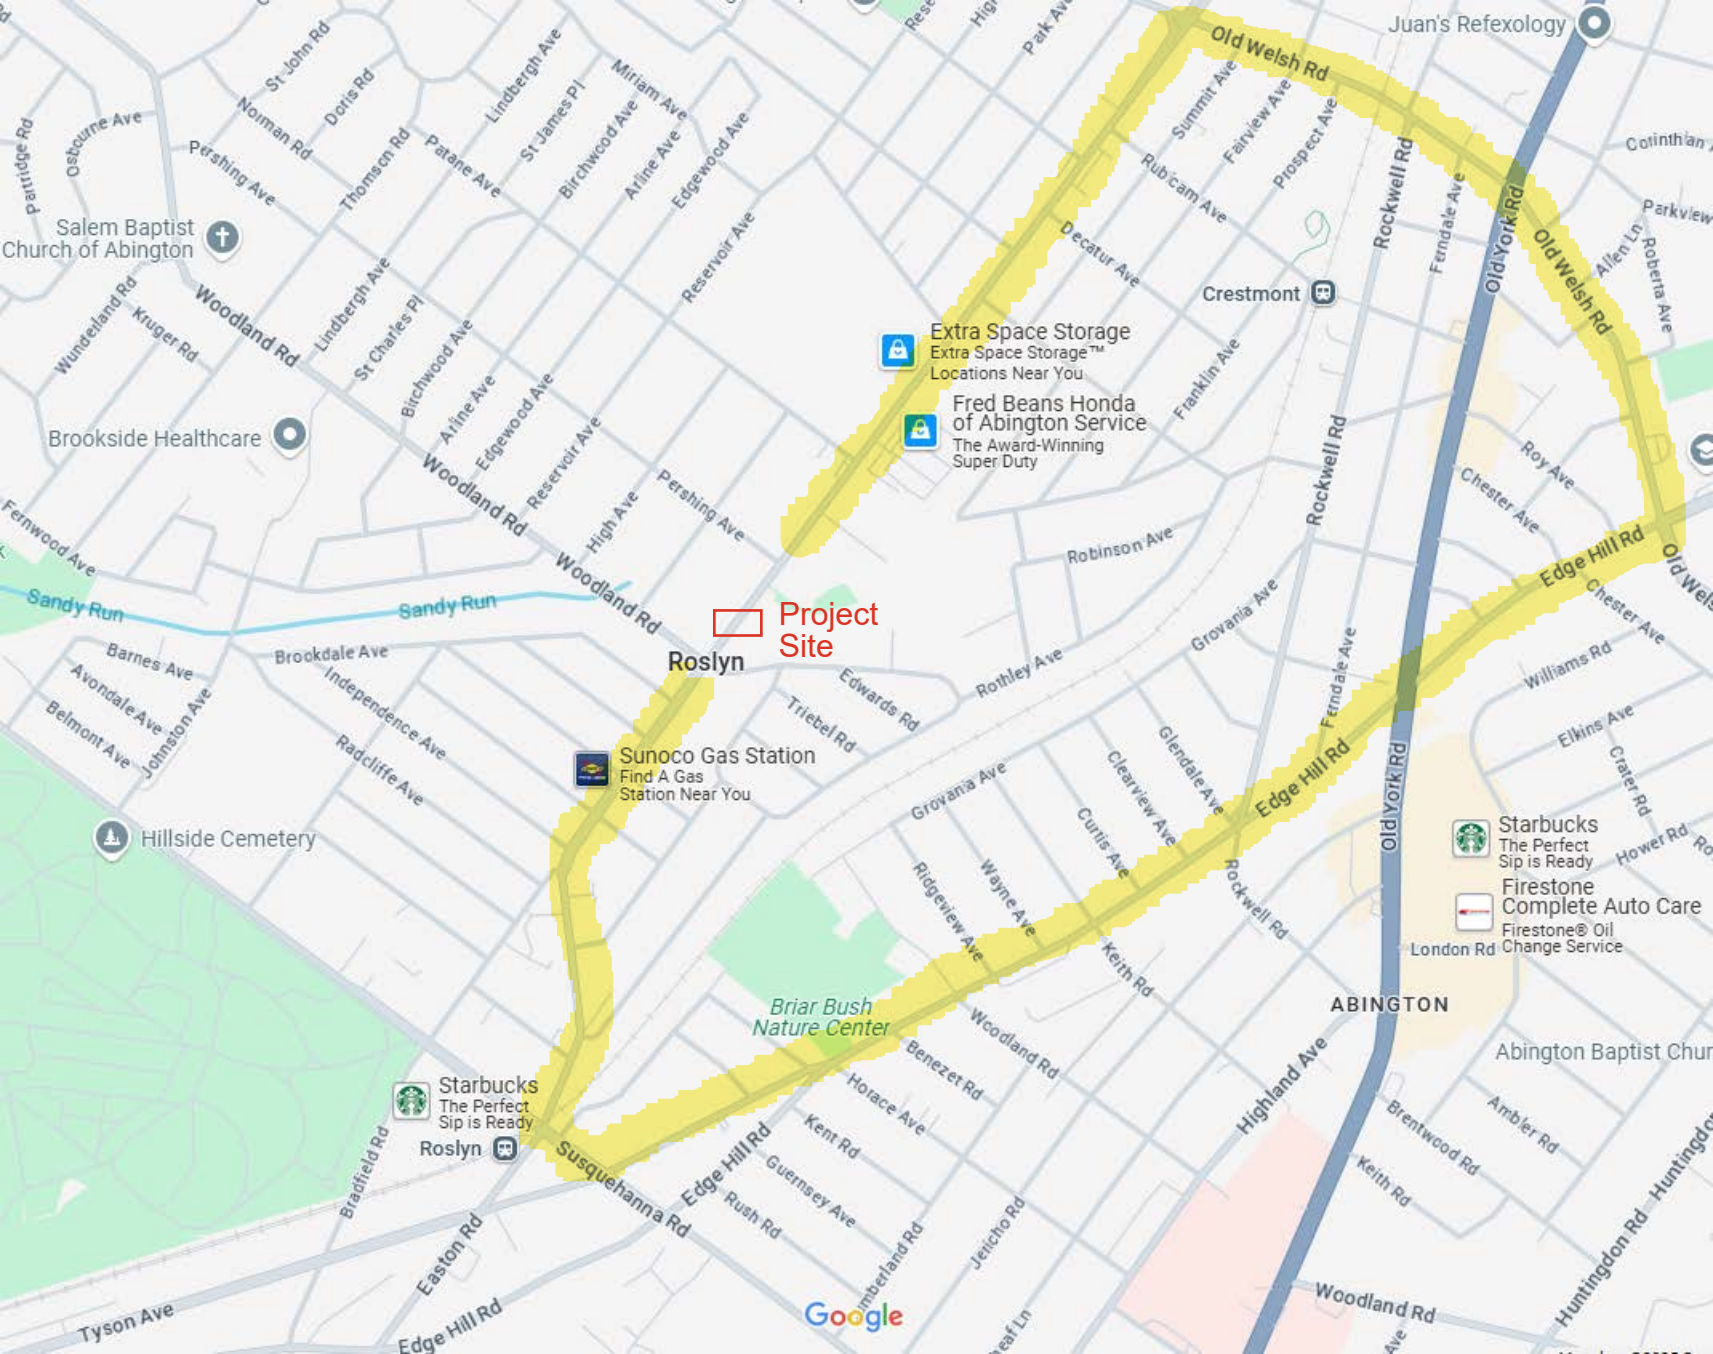 Juan's Refexology
Old Welsh Rd
Park Ave
St John Rd
Lindbergh Ave
Miriam Ave
Doris Rd
St James Pl
Norman Rd
Osbourne Ave
Partridge Rd
Pershing Ave
Thomson Rd
Patane Ave
Birchwood Ave
Arline Ave
Edgewood Ave
Summit Ave
Fairview Ave
Prospect Ave
Rubicam Ave
Rockwell Rd
Ferndale Ave
Corinthian
Parkview
Allen Ln
Roberta Ave
Old York Rd
Old Welsh Rd
Salem Baptist
Church of Abington
Reservoir Ave
Decatur Ave
Crestmont
Woodland Rd
Lindbergh Ave
St Charles Pl
Wunderland Rd
Kruger Rd
Birchwood Ave
Arline Ave
Edgewood Ave
Reservoir Ave
Extra Space Storage
Extra Space Storage™
Locations Near You
Fred Beans Honda
of Abington Service
The Award-Winning
Super Duty
Franklin Ave
Rockwell Rd
Brookside Healthcare
Woodland Rd
High Ave
Pershing Ave
Roy Ave
Chester Ave
Fernwood Ave
Woodland Rd
Robinson Ave
Edge Hill Rd
Old Wels
Chester Ave
Sandy Run
Sandy Run
Project
Site
Grovania Ave
Roslyn
Brookdale Ave
Barnes Ave
Avondale Ave
Belmont Ave
Johnston Ave
Independence Ave
Radcliffe Ave
Edwards Rd
Triebel Rd
Rothley Ave
Ferndale Ave
Williams Rd
Elkins Ave
Crater Rd
Sunoco Gas Station
Find A Gas
Station Near You
Grovania Ave
Clearview Ave
Glendale Ave
Curtis Ave
Edge Hill Rd
Old York Rd
Hillside Cemetery
Starbucks
The Perfect
Sip is Ready
Hower Rd
Ro
Firestone
Complete Auto Care
Firestone® Oil
Change Service
London Rd
Ridgeview Ave
Wayne Ave
Keith Rd
Rockwell Rd
ABINGTON
Briar Bush
Nature Center
Woodland Rd
Benezet Rd
Horace Ave
Kent Rd
Guernsey Ave
Rush Rd
Highland Ave
Abington Baptist Chur
Brentwood Rd
Ambler Rd
Keith Rd
Huntingdo
Huntingdon Rd
Starbucks
The Perfect
Sip is Ready
Roslyn
Bradfield Rd
Susquehanna Rd
Edge Hill Rd
Easton Rd
Jericho Rd
mberland Rd
Tyson Ave
Edge Hill Rd
Google
eaf Ln
Woodland Rd
Ave